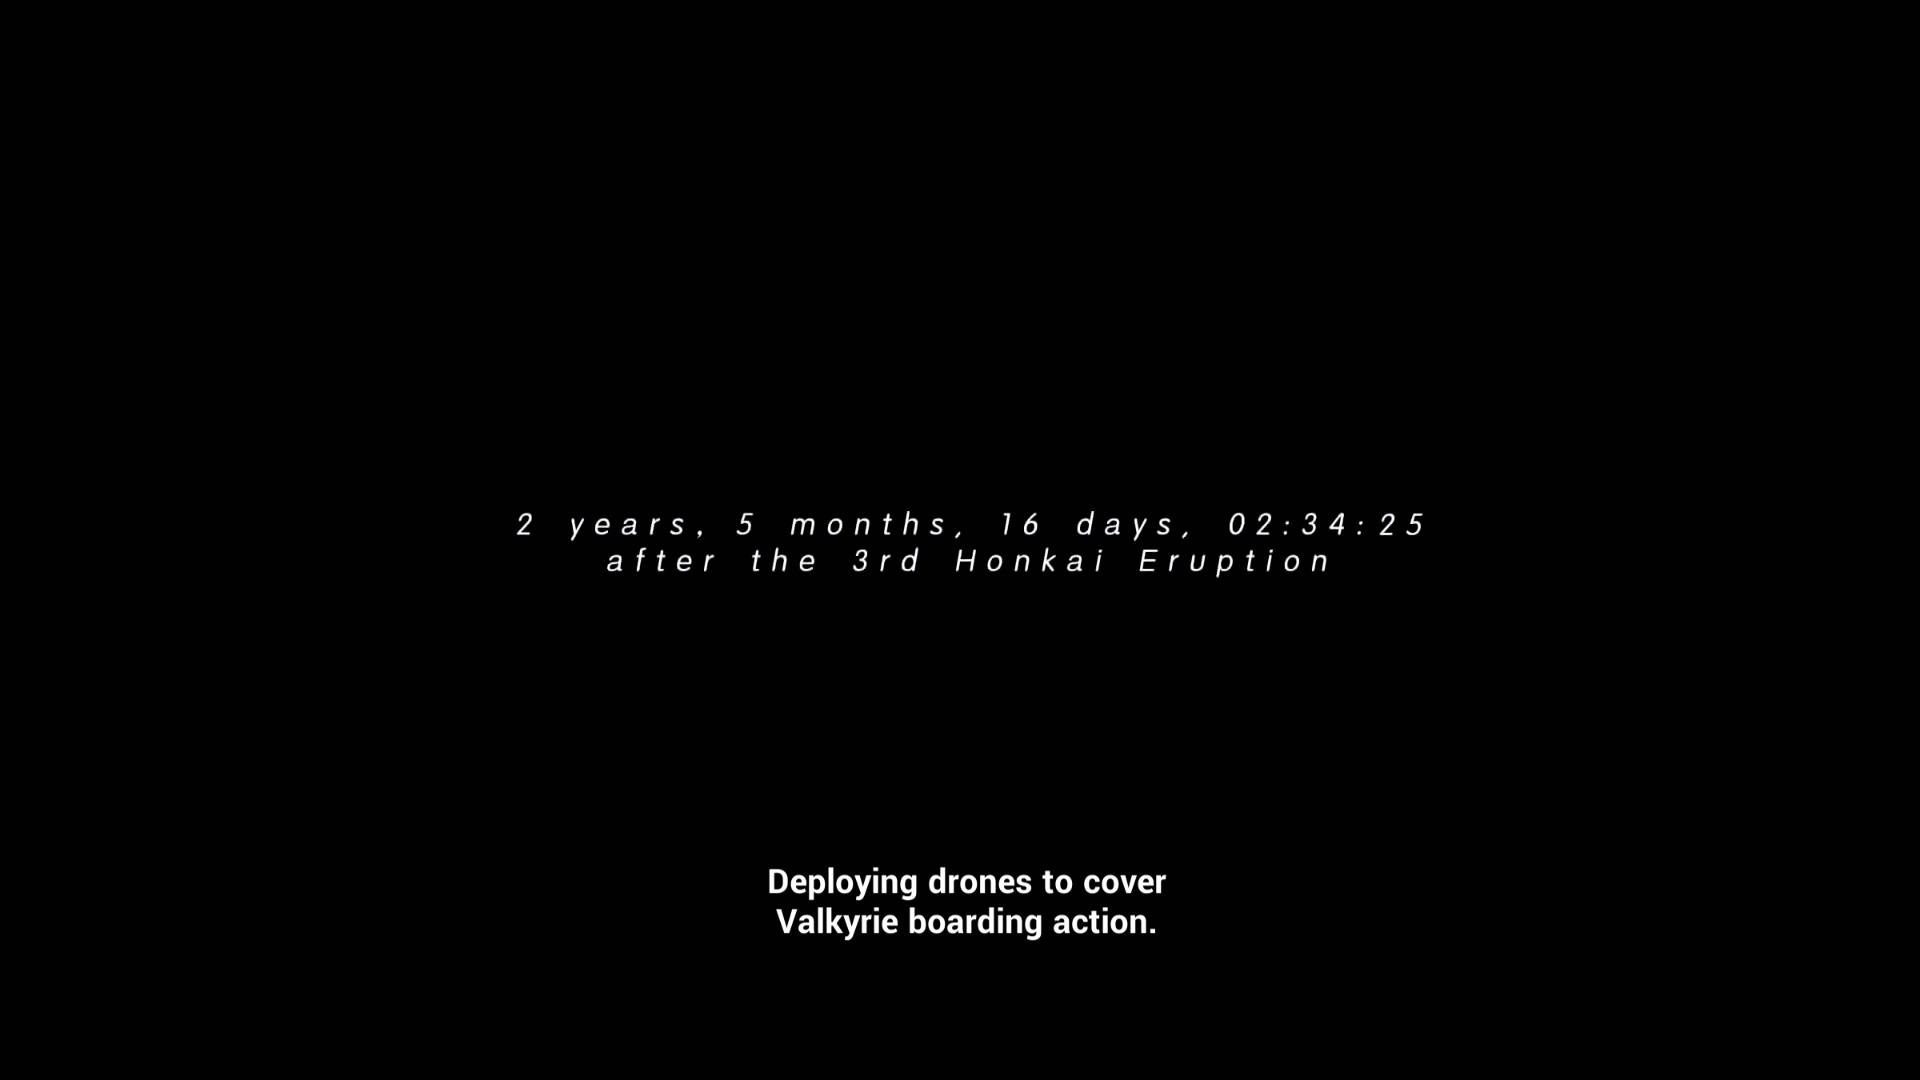 2 years, 5 months, 16 days, 02:34:25
after the 3rd Honkai Eruption
Deploying drones to cover
Valkyrie boarding action.